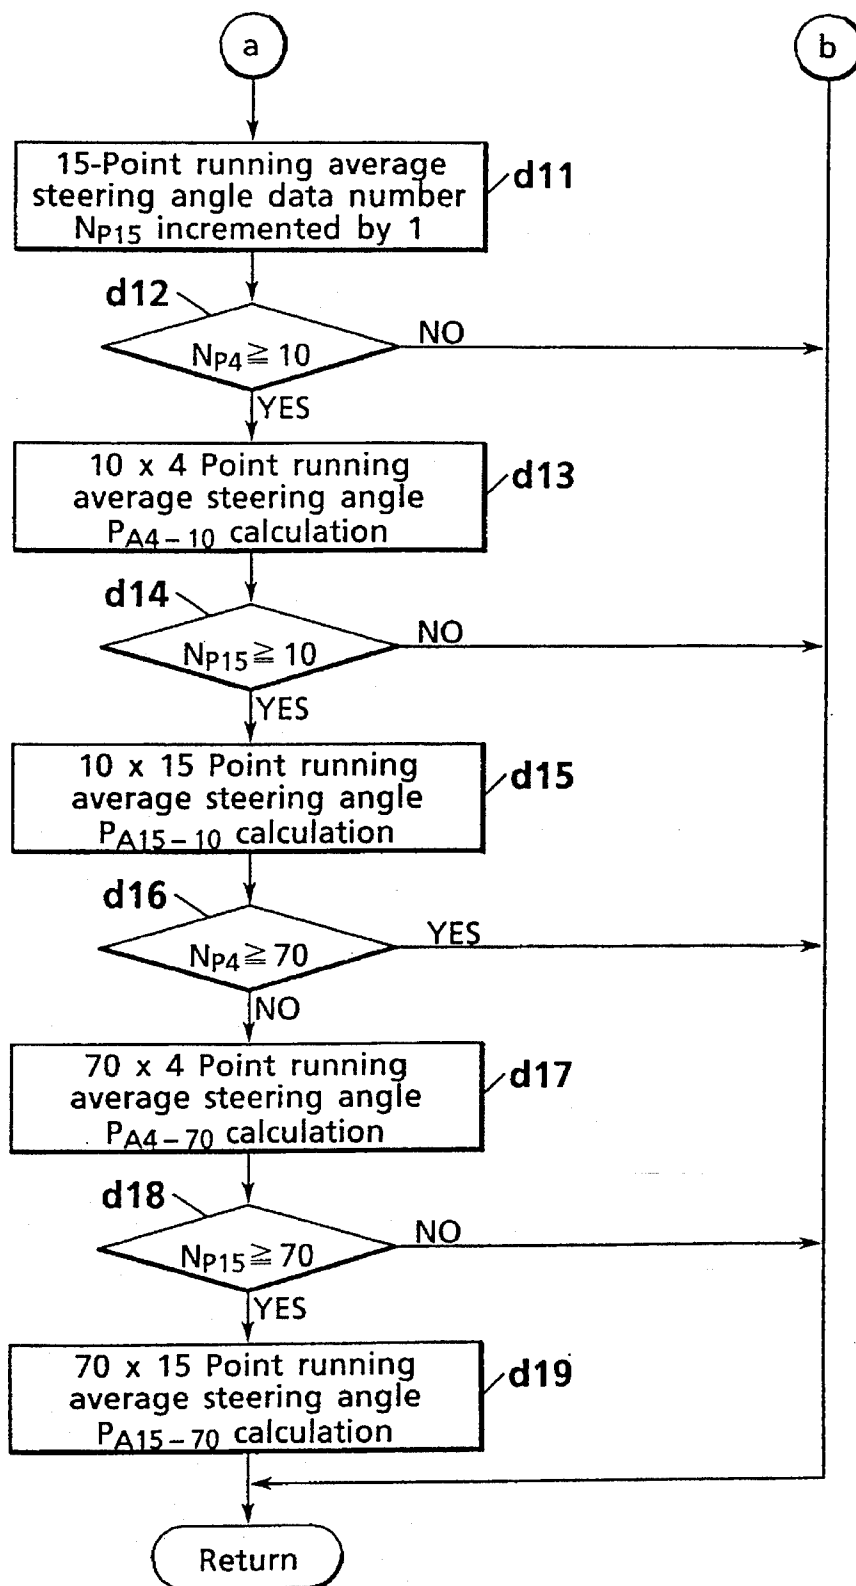 a
b
15-Point running average
steering angle data number
NP15 incremented by 1
d11
d12
NP4 ≧ 10
NO
YES
10 x 4 Point running
average steering angle
PA4–10 calculation
d13
d14
NP15 ≧ 10
NO
YES
10 x 15 Point running
average steering angle
PA15–10 calculation
d15
d16
NP4 ≧ 70
YES
NO
70 x 4 Point running
average steering angle
PA4–70 calculation
d17
d18
NP15 ≧ 70
NO
YES
70 x 15 Point running
average steering angle
PA15–70 calculation
d19
Return